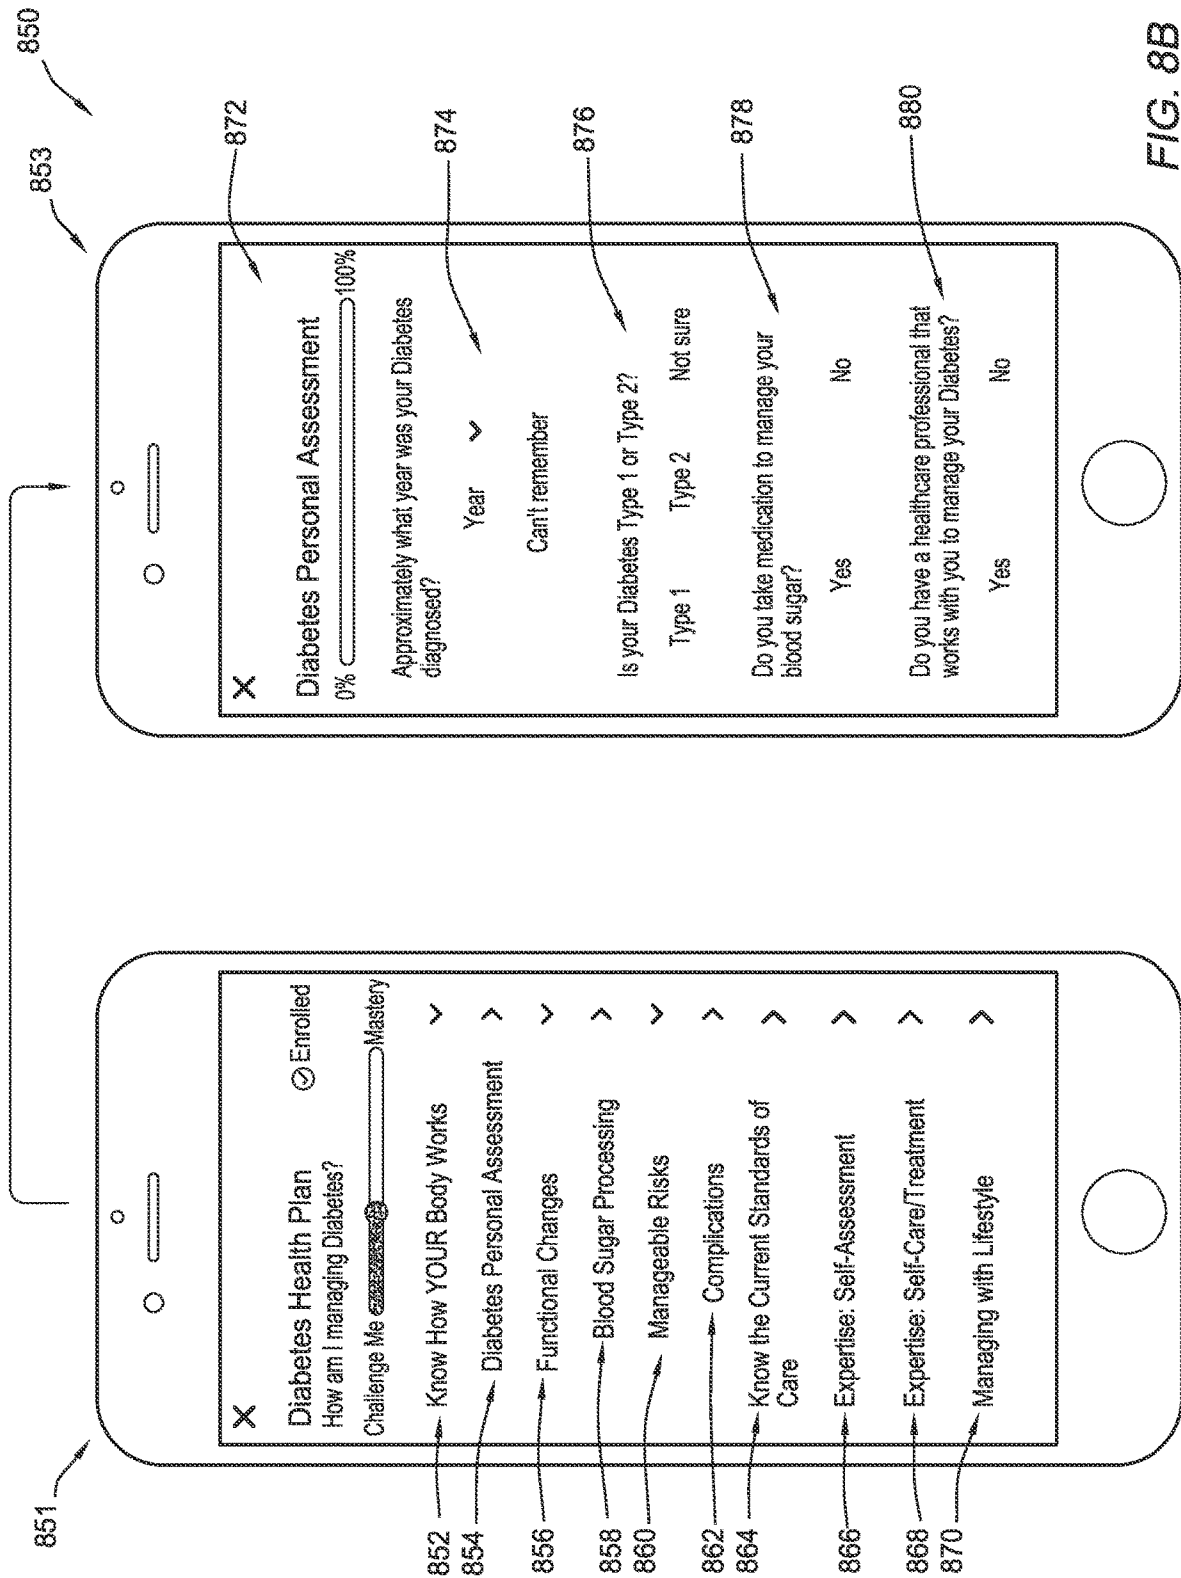 850
851
853
X
Diabetes Health Plan
Enrolled
How am I managing Diabetes?
Challenge Me
Mastery
852
Know How YOUR Body Works
854
Diabetes Personal Assessment
856
Functional Changes
858
Blood Sugar Processing
860
Manageable Risks
862
Complications
864
Know the Current Standards of
Care
866
Expertise: Self-Assessment
868
Expertise: Self-Care/Treatment
870
Managing with Lifestyle
X
872
Diabetes Personal Assessment
0%
100%
Approximately what year was your Diabetes
diagnosed?
874
Year
Can't remember
876
Is your Diabetes Type 1 or Type 2?
Type 1
Type 2
Not sure
878
Do you take medication to manage your
blood sugar?
Yes
No
880
Do you have a healthcare professional that
works with you to manage your Diabetes?
Yes
No
FIG. 8B